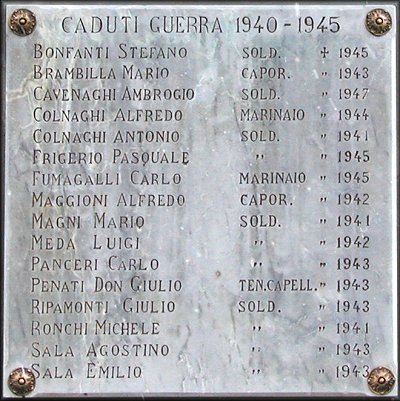 CADUTI GUERRA 1940-1945
BONFANTI STEFANO SOLD. † 1945
BRAMBILLA MARIO CAPOR. " 1943
CAVENAGHI AMBROGIO SOLD. " 1947
COLNAGHI ALFREDO MARINAIO " 1944
COLNAGHI ANTONIO SOLD. " 1941
FRIGERIO PASQUALE " " 1945
FUMAGALLI CARLO MARINAIO " 1945
MAGGIONI ALFREDO CAPOR. " 1942
MAGNI MARIO SOLD. " 1941
MEDA LUIGI " " 1942
PANCERI CARLO " " 1943
PENATI DON GIULIO TEN.CAPELL. " 1943
RIPAMONTI GIULIO SOLD. " 1943
RONCHI MICHELE " " 1941
SALA AGOSTINO " " 1943
SALA EMILIO " " 1943